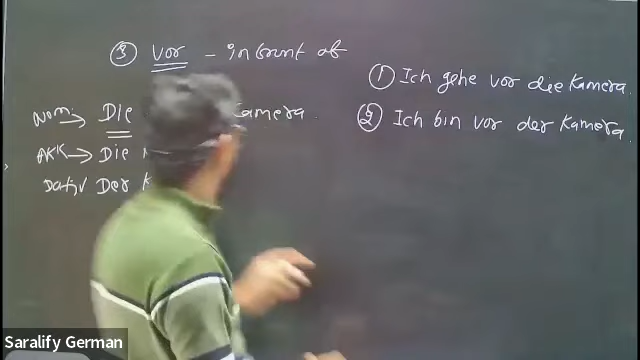 ③ Vor - In front of
① Ich gehe vor die Kamera.
Nom. → Die Kamera.
② Ich bin vor der Kamera.
AKK → Die
Dativ Der K
Saralify German